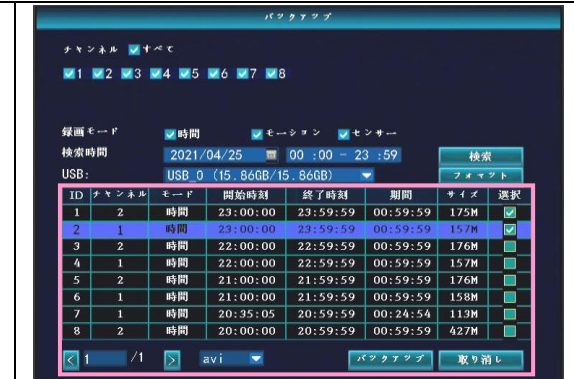 バックアップ
チャンネル すべて
1 2 3 4 5 6 7 8
録画モード 時間 モーション センサー
検索時間 2021/04/25 00 :00 - 23 :59 検索
USB: USB_0 (15.86GB/15.86GB) フォマット
ID チャンネル モード 開始時刻 終了時刻 期間 サイズ 選択
1 2 時間 23:00:00 23:59:59 00:59:59 175M
2 1 時間 23:00:00 23:59:59 00:59:59 157M
3 2 時間 22:00:00 22:59:59 00:59:59 176M
4 1 時間 22:00:00 22:59:59 00:59:59 157M
5 2 時間 21:00:00 21:59:59 00:59:59 176M
6 1 時間 21:00:00 21:59:59 00:59:59 158M
7 1 時間 20:35:05 20:59:59 00:24:54 113M
8 2 時間 20:00:00 20:59:59 00:59:59 427M
< 1 /1 > avi バックアップ 取り消し